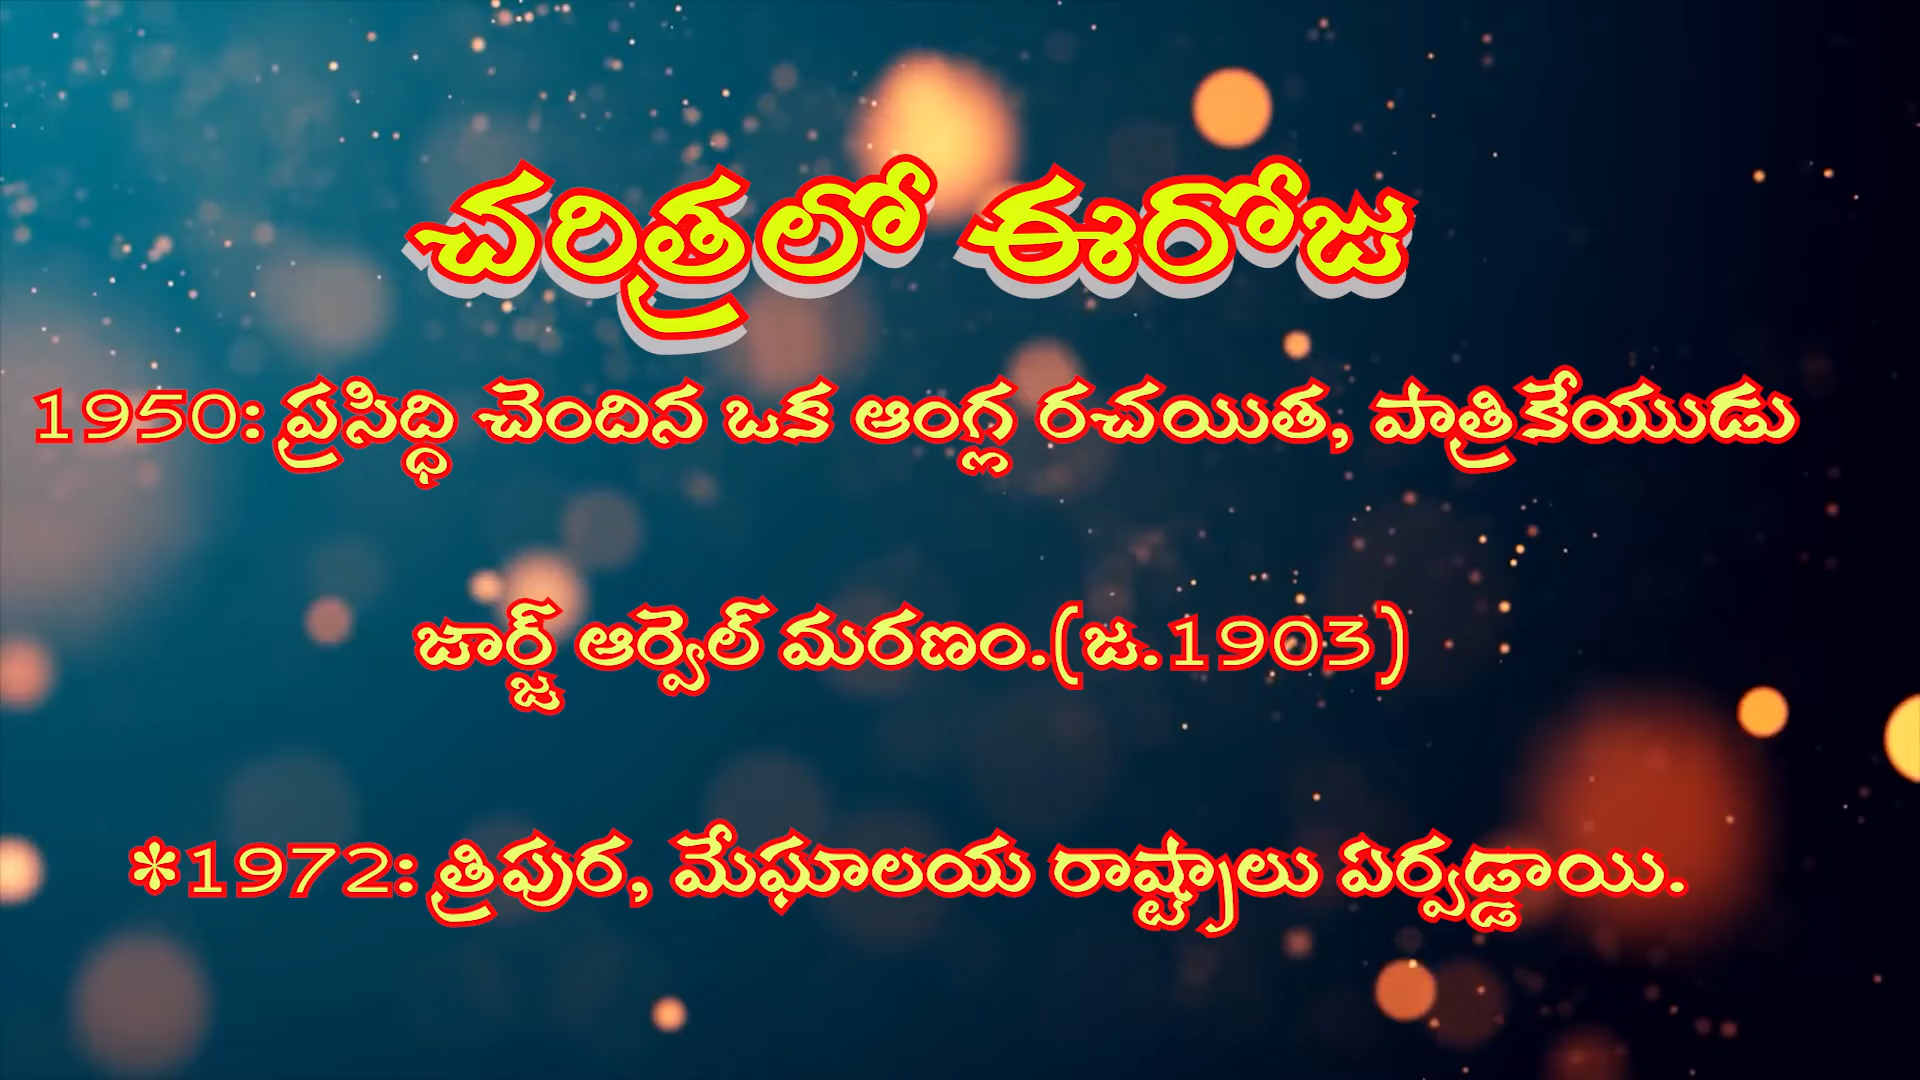 చరిత్రలో ఈరోజు
1950: ప్రసిద్ధి చెందిన ఒక ఆంగ్ల రచయిత, పాత్రికేయుడు
జార్జ్ ఆర్వెల్ మరణం.(జ.1903)
*1972: త్రిపుర, మేఘాలయ రాష్ట్రాలు ఏర్పడ్డాయి.